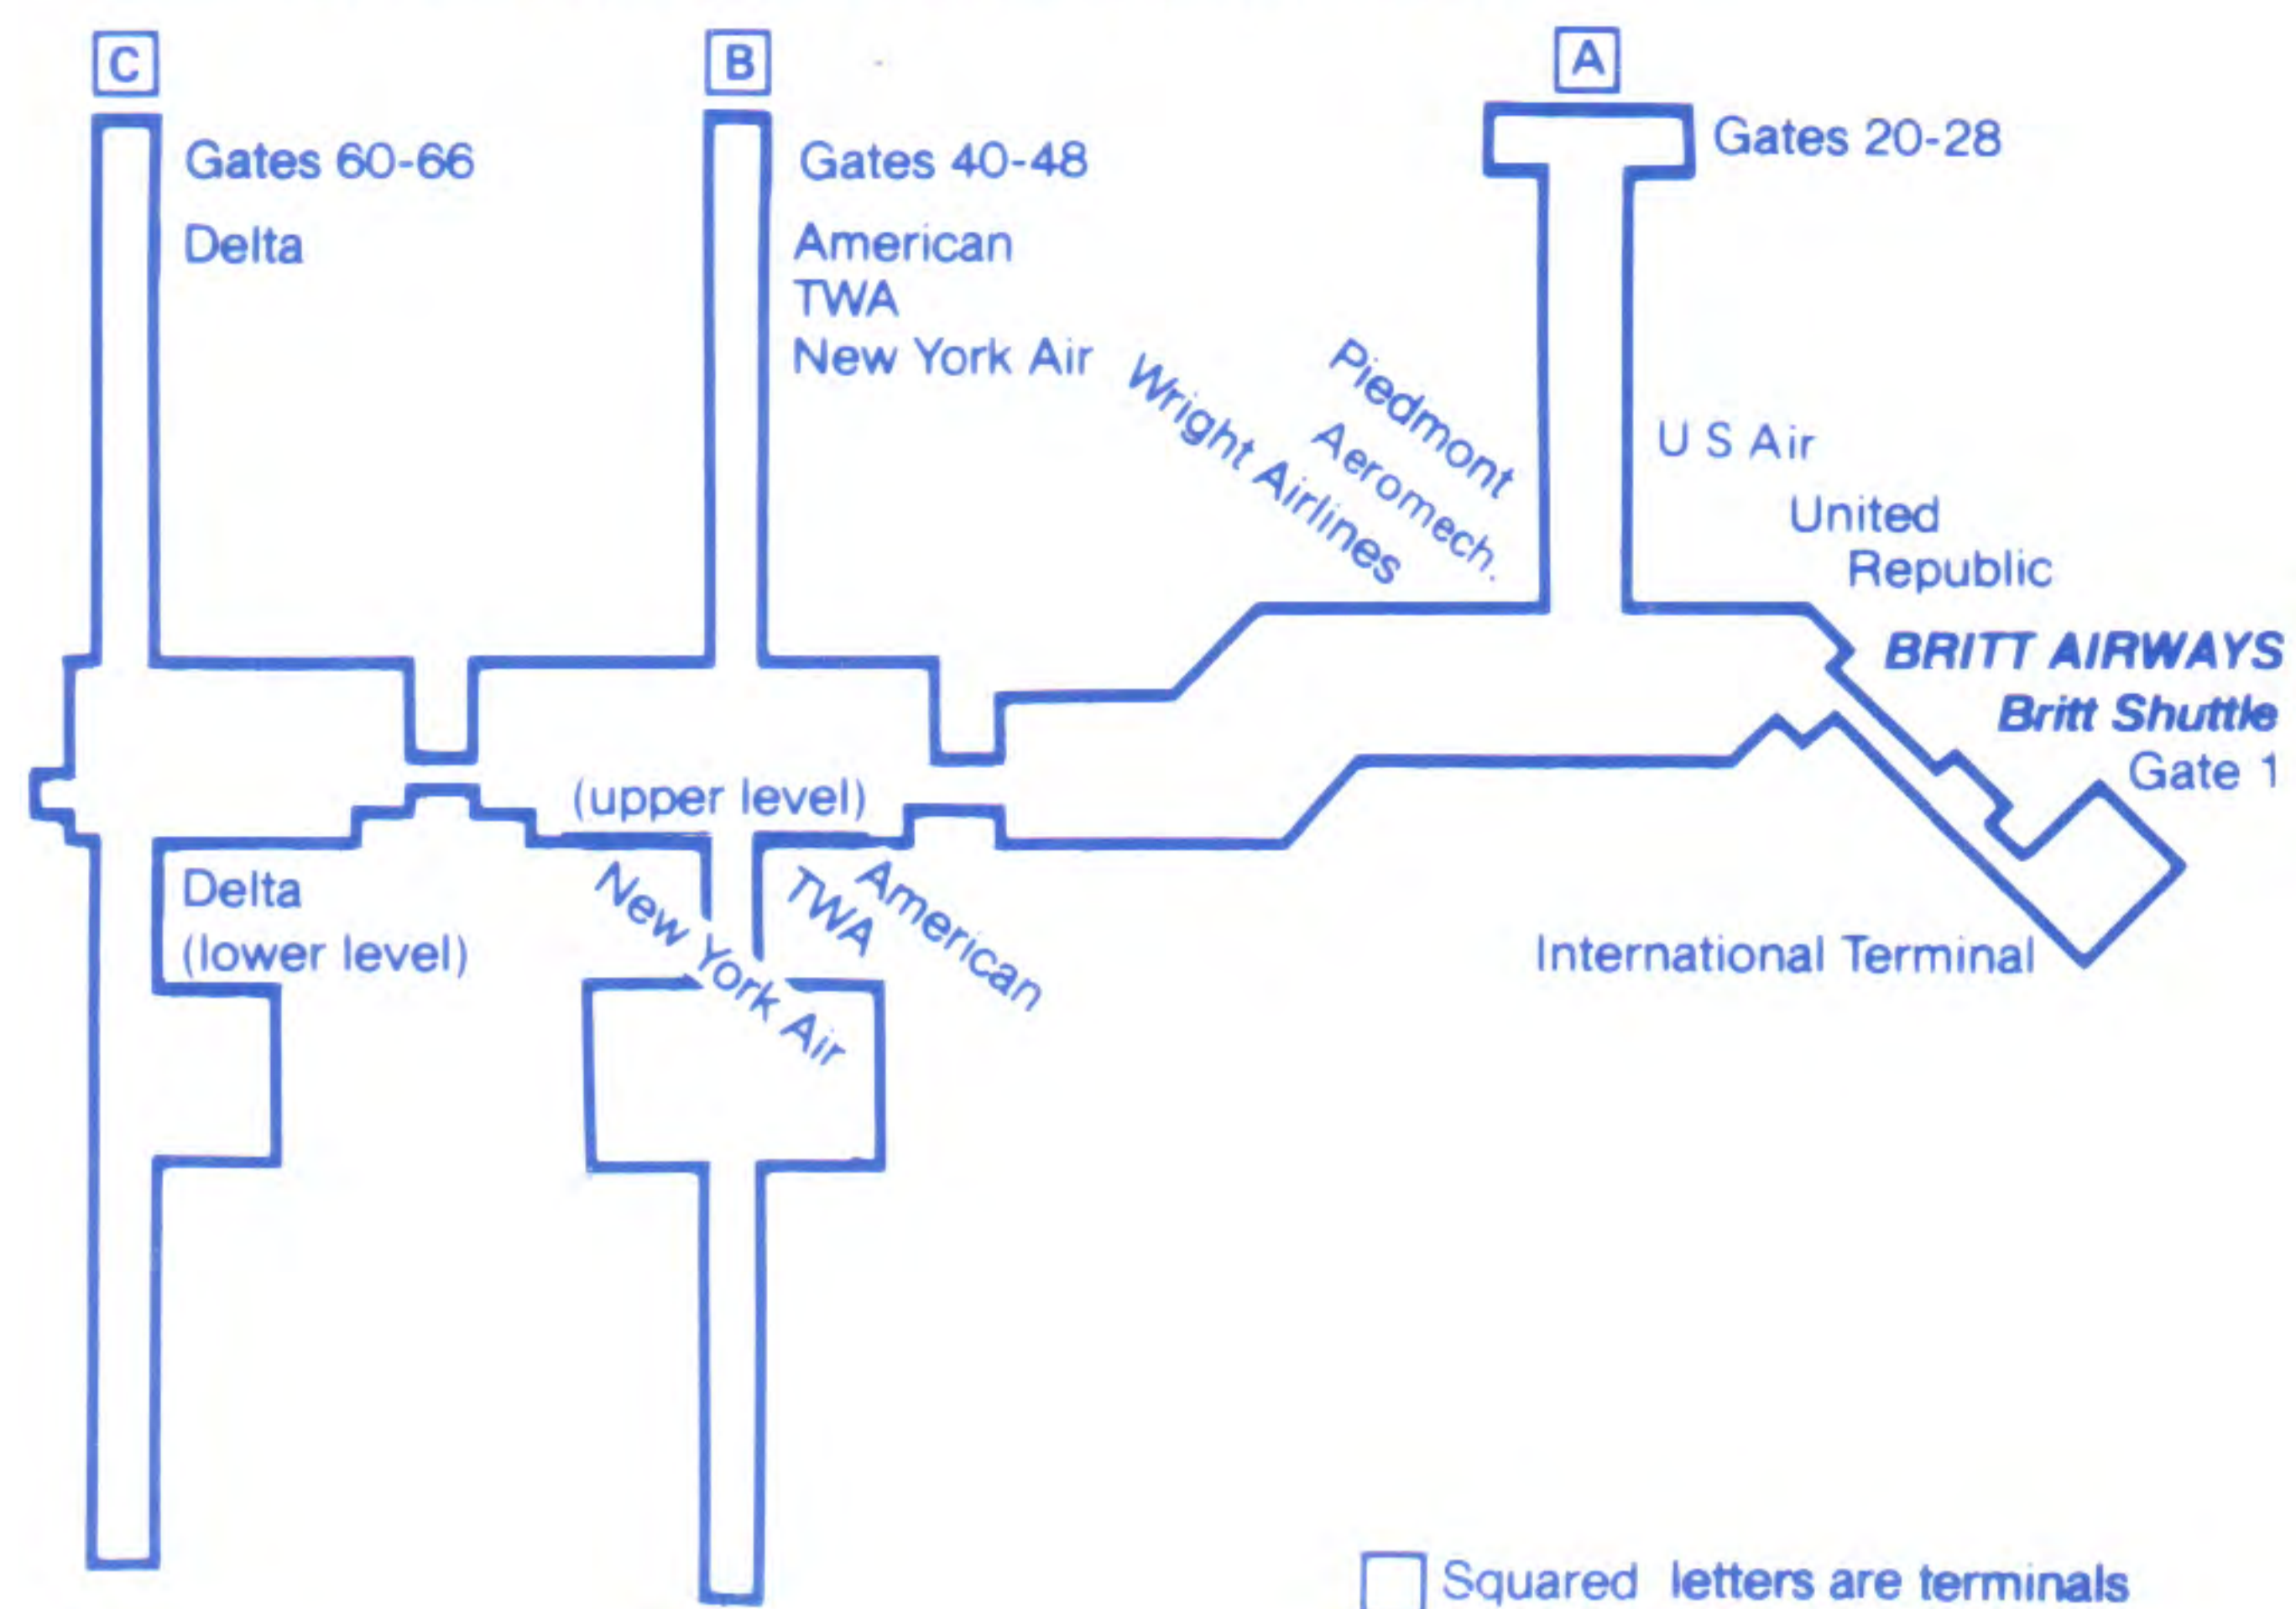 C
B
A
Gates 60-66
Delta
Gates 40-48
American
TWA
New York Air
Gates 20-28
Wright Airlines
Piedmont
Aeromech.
U S Air
United
Republic
BRITT AIRWAYS
Britt Shuttle
Gate 1
(upper level)
Delta
(lower level)
New York Air
TWA
American
International Terminal
Squared letters are terminals